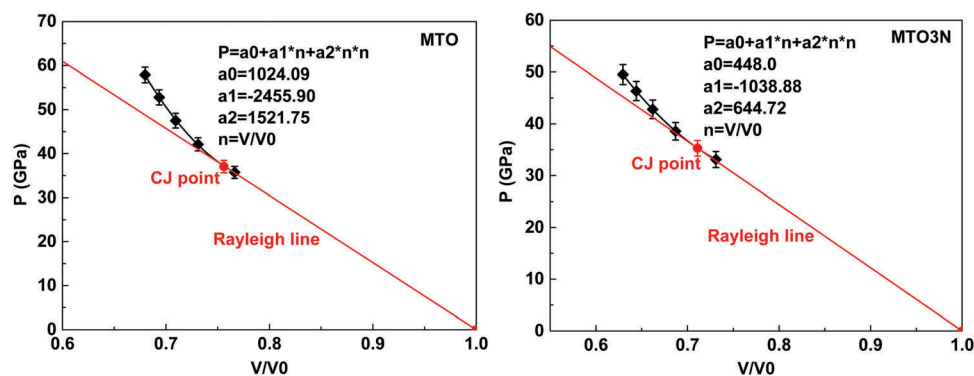 MTO
P=a0+a1*n+a2*n*n
a0=1024.09
a1=-2455.90
a2=1521.75
n=V/V0
CJ point
Rayleigh line
P (GPa)
70
60
50
40
30
20
10
0
0.6 0.7 0.8 0.9 1.0
V/V0
MTO3N
P=a0+a1*n+a2*n*n
a0=448.0
a1=-1038.88
a2=644.72
n=V/V0
CJ point
Rayleigh line
P (GPa)
60
50
40
30
20
10
0
0.6 0.7 0.8 0.9 1.0
V/V0